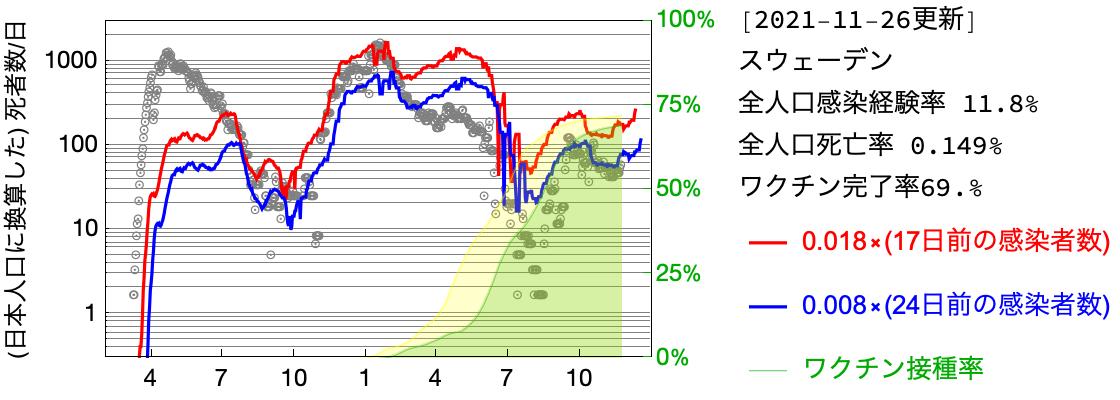 (日本人口に換算した) 死者数/日
1000
100
10
1
4
7
10
1
4
7
10
100%
75%
50%
25%
0%
[2021-11-26更新]
スウェーデン
全人口感染経験率 11.8%
全人口死亡率 0.149%
ワクチン完了率69.%
0.018×(17日前の感染者数)
0.008×(24日前の感染者数)
ワクチン接種率